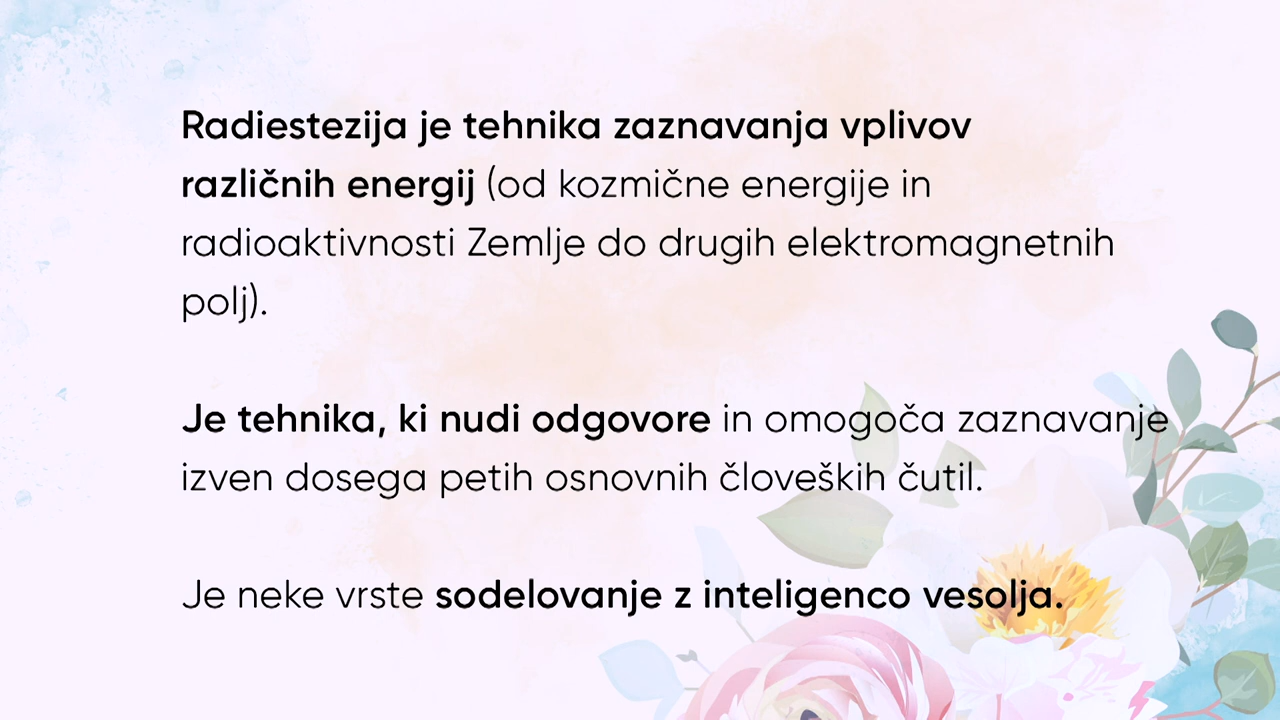 Radiestezija je tehnika zaznavanja vplivov
različnih energij (od kozmične energije in
radioaktivnosti Zemlje do drugih elektromagnetnih
polj).
Je tehnika, ki nudi odgovore in omogoča zaznavanje
izven dosega petih osnovnih človeških čutil.
Je neke vrste sodelovanje z inteligenco vesolja.